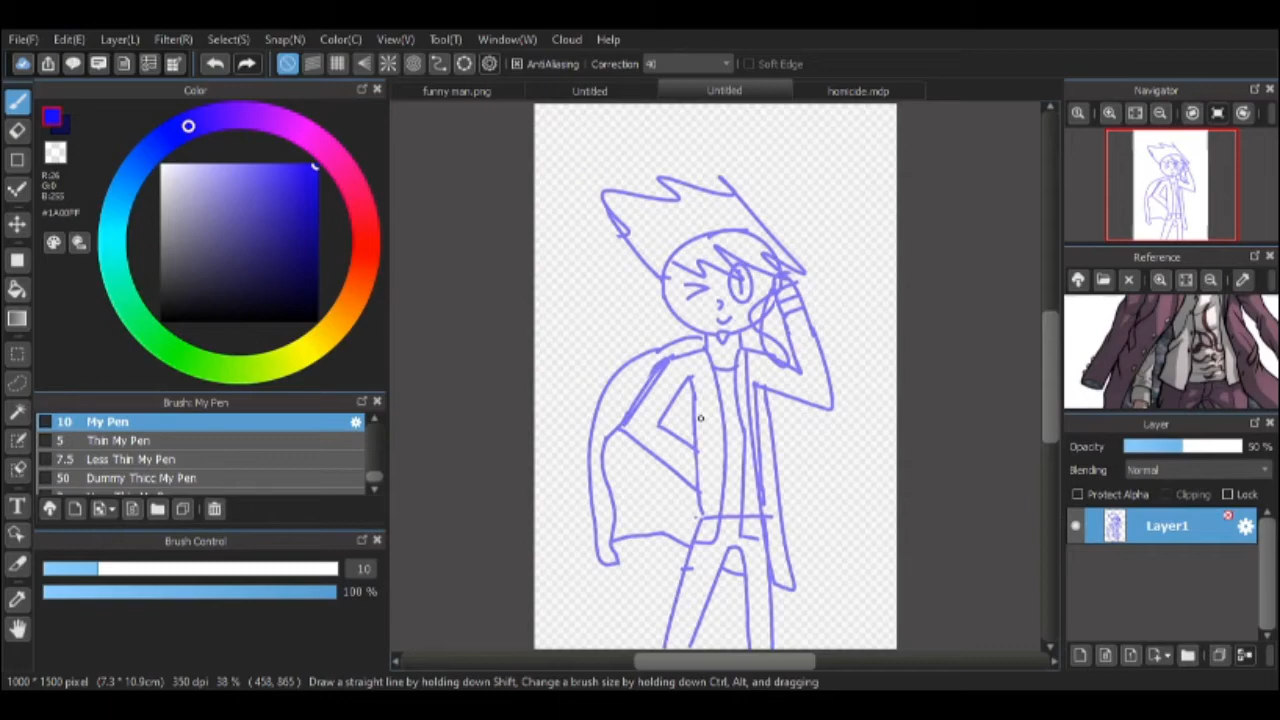 File(F) Edit(E) Layer(L) Filter(R) Select(S) Snap(N) Color(C) View(V) Tool(T) Window(W) Cloud Help
AntiAliasing Correction 40 Soft Edge
Color
funny man.png Untitled Untitled homicide.mdp
Navigator
R:26
G:0
B:255
#1A00FF
Reference
Brush: My Pen
10 My Pen
5 Thin My Pen
7.5 Less Thin My Pen
50 Dummy Thicc My Pen
Layer
Opacity 50 %
Blending Normal
Protect Alpha Clipping Lock
Layer1
T
Brush Control
10
100 %
1000 * 1500 pixel (7.3 * 10.9cm) 350 dpi 38 % ( 458, 865 ) Draw a straight line by holding down Shift, Change a brush size by holding down Ctrl, Alt, and dragging